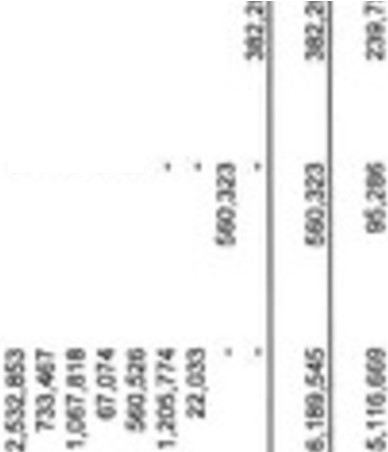 2,532,853
733,467
1,067,818
67,074
560,526
1,205,774 -
22,033 -
- 560,323
- - 382,2
6,189,545 560,323 382,2
5,116,669 95,286 239,7